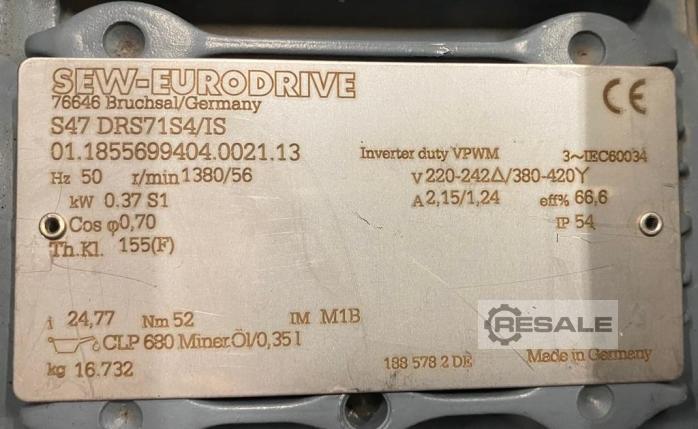 SEW-EURODRIVE
76646 Bruchsal/Germany
CE
S47 DRS71S4/IS
01.1855699404.0021.13
Inverter duty VPWM
3~IEC60034
Hz 50 r/min 1380/56
V 220-242Δ/380-420Y
kW 0.37 S1
A 2,15/1,24
eff% 66,6
Cos φ 0,70
IP 54
Th.Kl. 155(F)
i 24,77 Nm 52
IM M1B
CLP 680 Miner.Öl/0,35 l
kg 16.732
188 578 2 DE
Made in Germany
RESALE